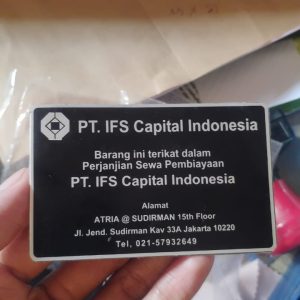 PT. IFS Capital Indonesia
Barang ini terikat dalam
Perjanjian Sewa Pembiayaan
PT. IFS Capital Indonesia
Alamat
ATRIA @ SUDIRMAN 15th Floor
Jl. Jend. Sudirman Kav 33A Jakarta 10220
Tel, 021-57932649